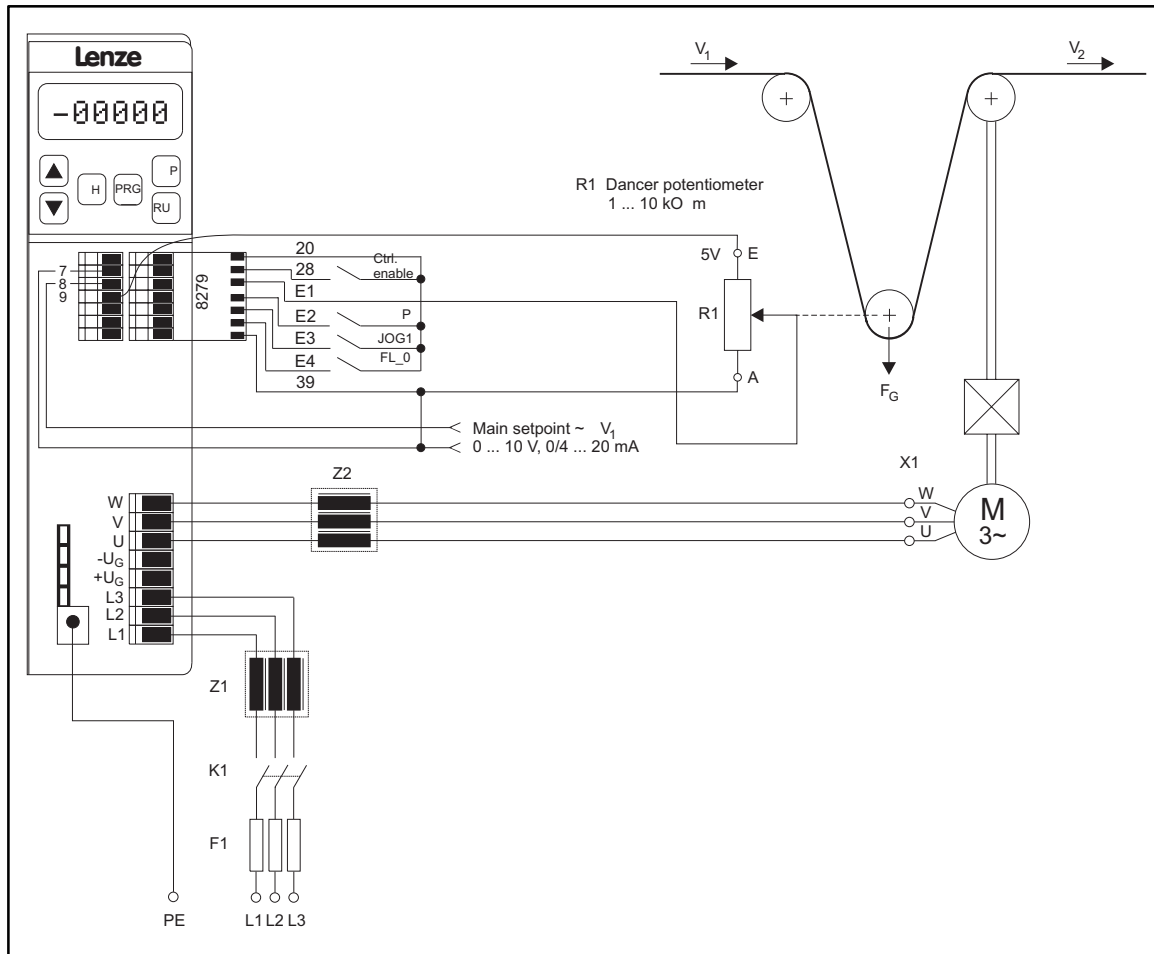 Lenze
-00000
P
H
PRG
RU
V1
V2
R1 Dancer potentiometer
1 ... 10 kO m
7
8
9
8279
20
28
Ctrl.
enable
E1
E2
P
E3
JOG1
E4
FL_0
39
5V
E
R1
A
FG
Main setpoint ~ V1
0 ... 10 V, 0/4 ... 20 mA
Z2
X1
W
V
U
-UG
+UG
L3
L2
L1
W
V
U
M
3~
Z1
K1
F1
PE
L1 L2 L3